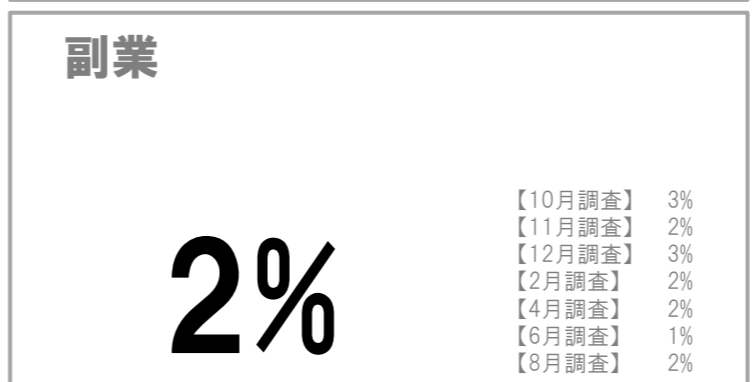 副業
2%
【10月調査】 3%
【11月調査】 2%
【12月調査】 3%
【2月調査】 2%
【4月調査】 2%
【6月調査】 1%
【8月調査】 2%